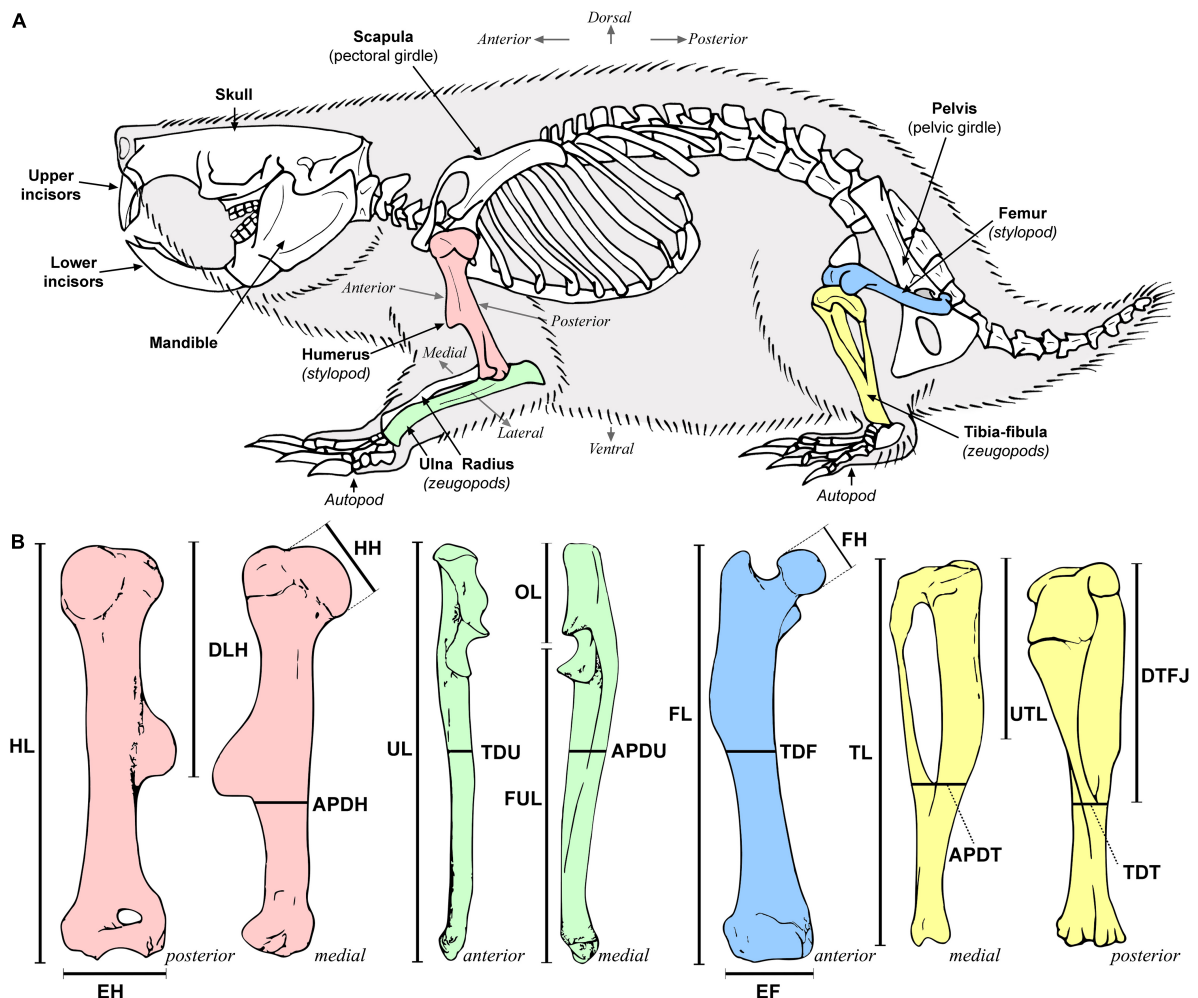 A
Dorsal
Anterior
Posterior
Scapula
(pectoral girdle)
Skull
Pelvis
(pelvic girdle)
Upper
incisors
Femur
(stylopod)
Lower
incisors
Anterior
Posterior
Mandible
Humerus
(stylopod)
Medial
Lateral
Ventral
Tibia-fibula
(zeugopods)
Ulna Radius
(zeugopods)
Autopod
Autopod
B
HL
EH
posterior
DLH
HH
APDH
medial
UL
TDU
anterior
OL
FUL
APDU
medial
FL
FH
TDF
EF
anterior
TL
APDT
medial
UTL
DTFJ
TDT
posterior